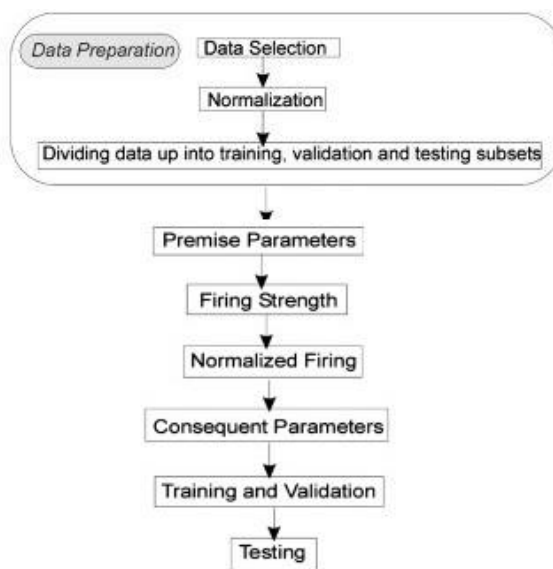 Data Preparation
Data Selection
Normalization
Dividing data up into training, validation and testing subsets
Premise Parameters
Firing Strength
Normalized Firing
Consequent Parameters
Training and Validation
Testing